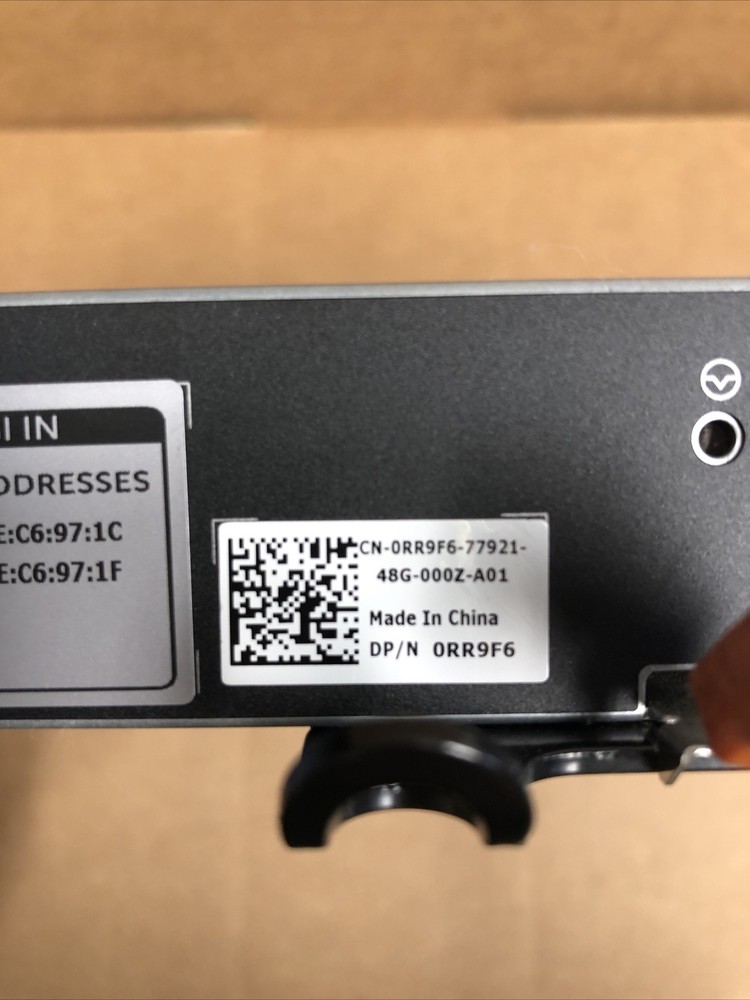 I IN
DDRESSES
E:C6:97:1C
E:C6:97:1F
CN-0RR9F6-77921-
48G-000Z-A01
Made In China
DP/N 0RR9F6